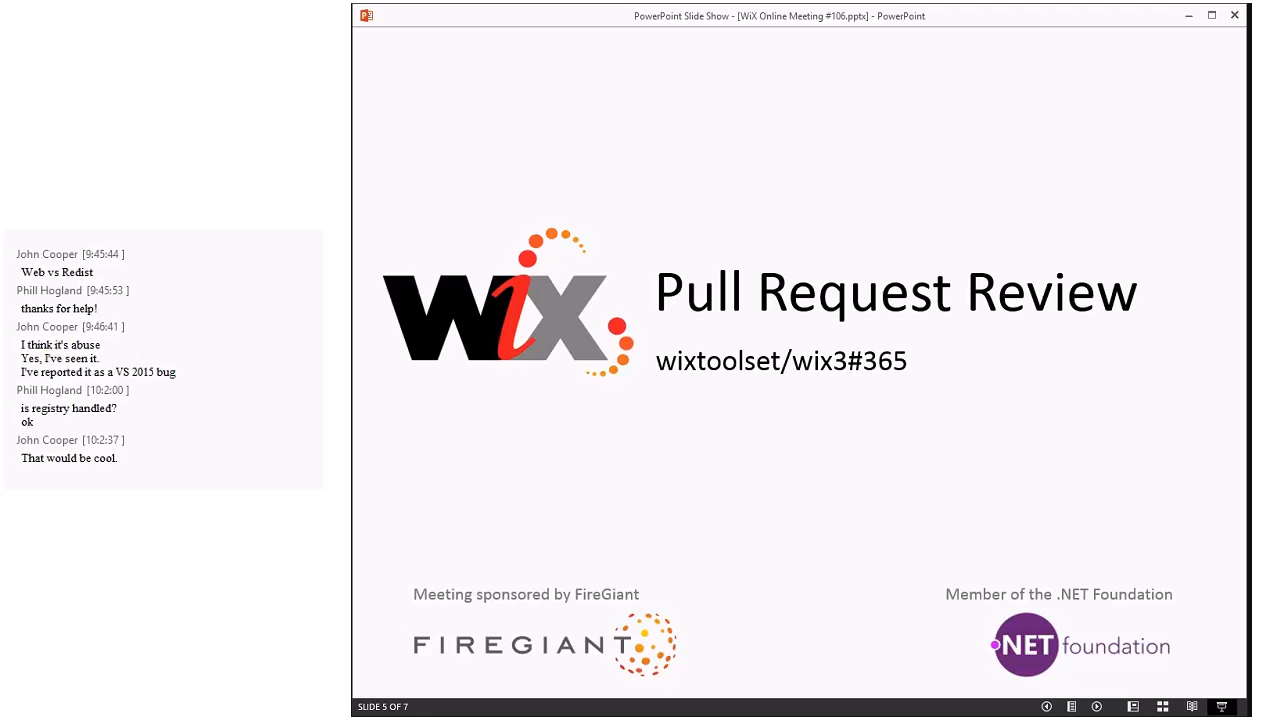 PowerPoint Slide Show - [WiX Online Meeting #106.pptx] - PowerPoint
John Cooper [9:45:44 ]
Web vs Redist
Phill Hogland [9:45:53 ]
thanks for help!
John Cooper [9:46:41 ]
I think it's abuse
Yes, I've seen it.
I've reported it as a VS 2015 bug
Phill Hogland [10:2:00 ]
is registry handled?
ok
John Cooper [10:2:37 ]
That would be cool.
WiX
Pull Request Review
wixtoolset/wix3#365
Meeting sponsored by FireGiant
FIREGIANT
Member of the .NET Foundation
.NET foundation
SLIDE 5 OF 7